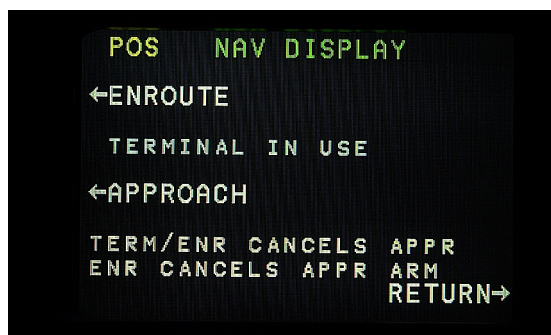 POS NAV DISPLAY
←ENROUTE
TERMINAL IN USE
←APPROACH
TERM/ENR CANCELS APPR
ENR CANCELS APPR ARM
RETURN→